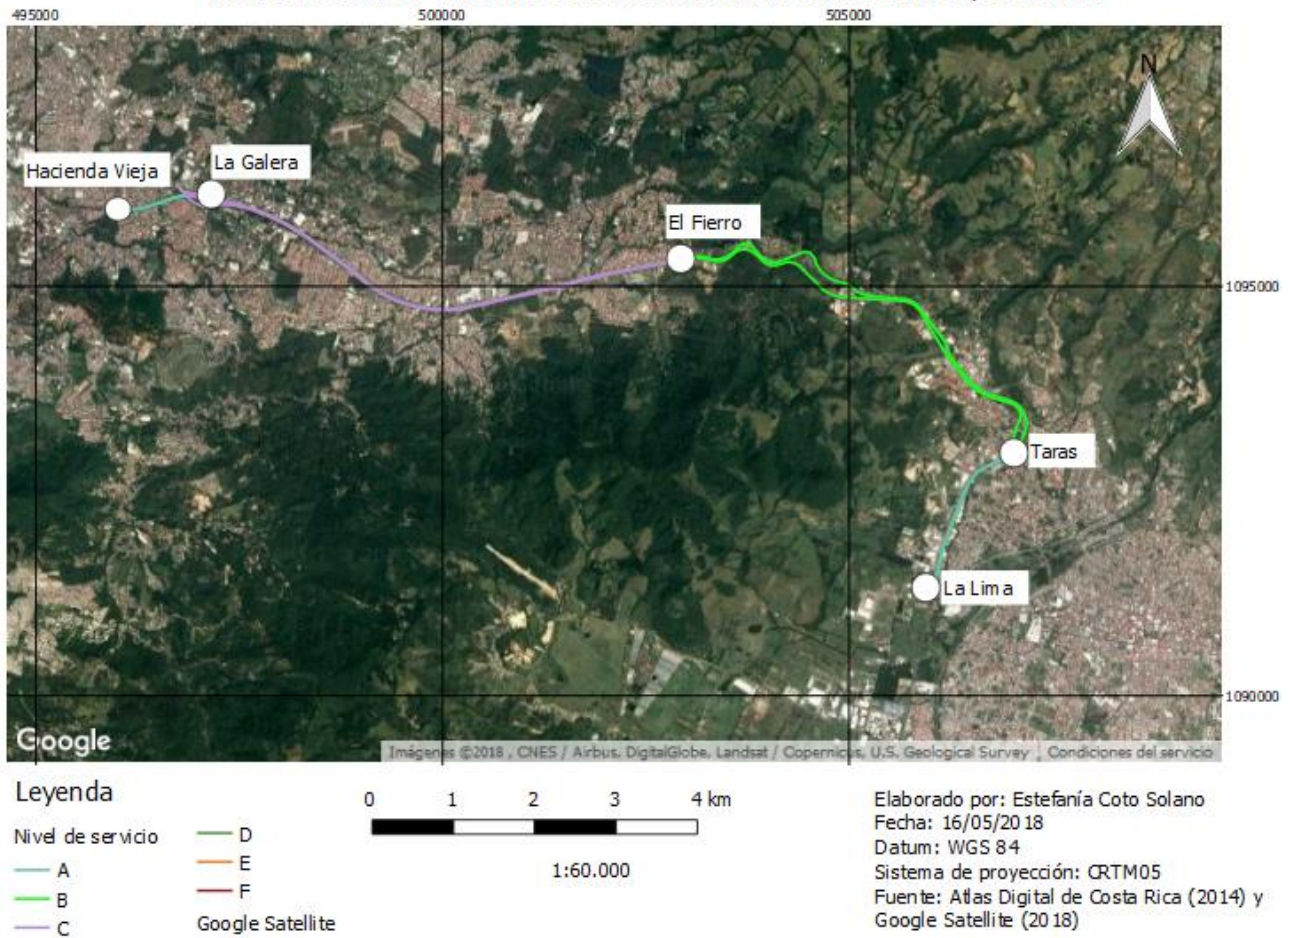 495000
500000
505000
N
Hacienda Vieja
La Galera
El Fierro
1095000
Taras
La Lima
1090000
Google
Imágenes ©2018 , CNES / Airbus, DigitalGlobe, Landsat / Copernicus, U.S. Geological Survey
Condiciones del servicio
Leyenda
Nivel de servicio
A
B
C
D
E
F
Google Satellite
0 1 2 3 4 km
1:60.000
Elaborado por: Estefanía Coto Solano
Fecha: 16/05/2018
Datum: WGS 84
Sistema de proyección: CRTM05
Fuente: Atlas Digital de Costa Rica (2014) y
Google Satellite (2018)